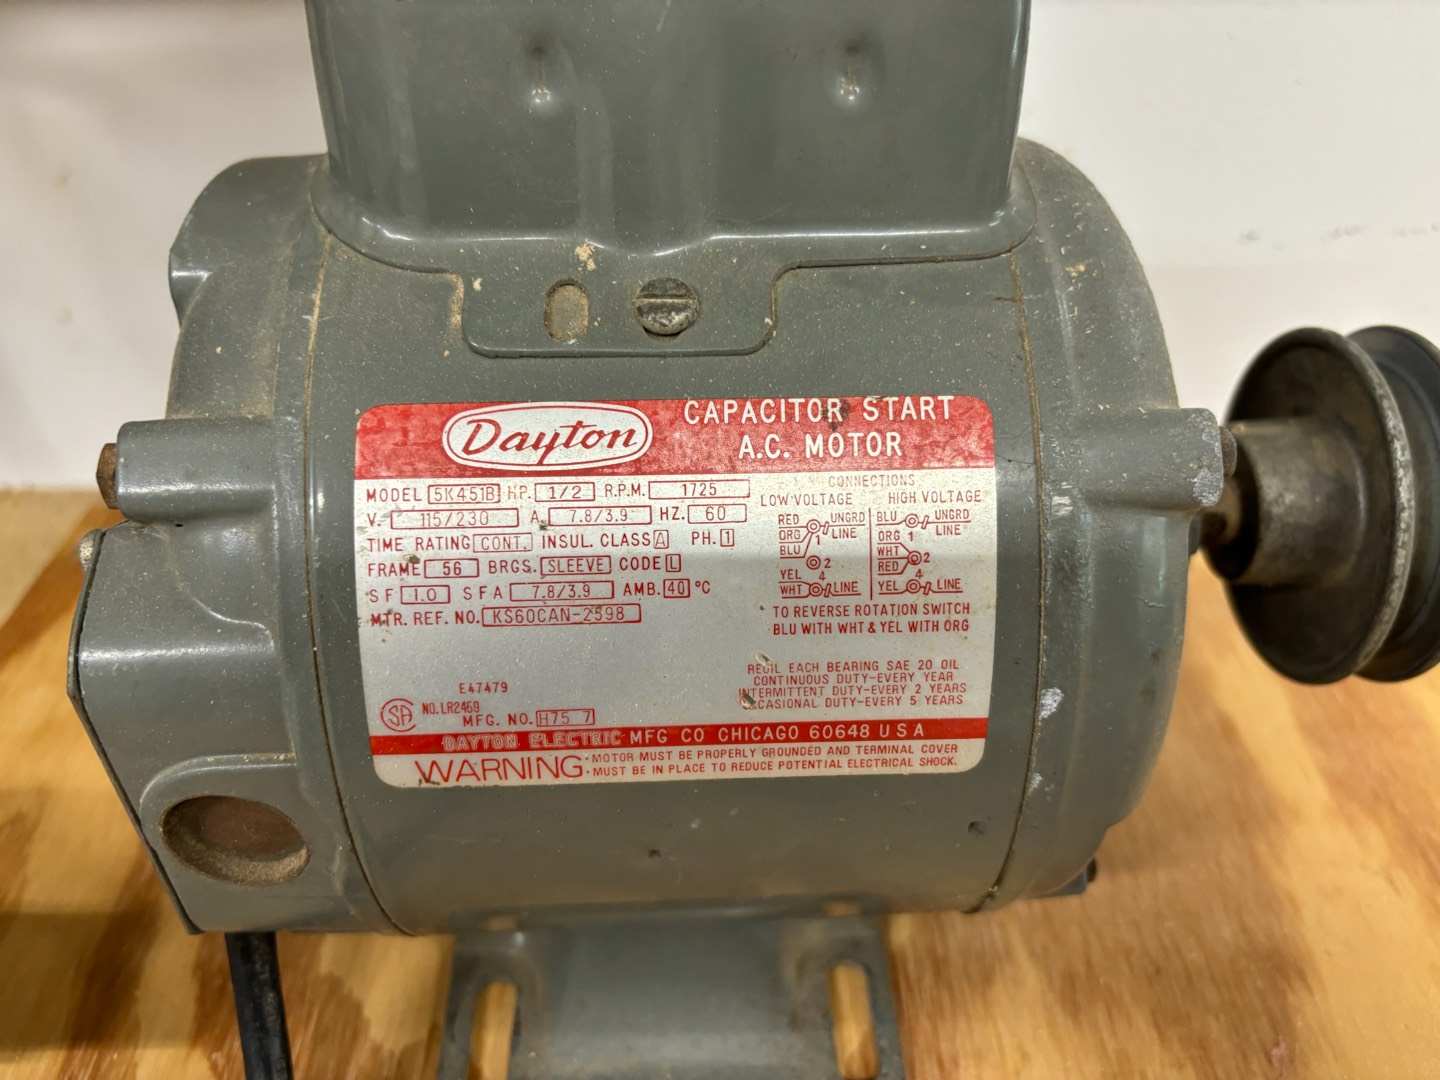 Dayton
CAPACITOR START
A.C. MOTOR
MODEL 5K451B HP. 1/2 R.P.M. 1725
V. 115/230 A 7.8/3.9 HZ. 60
TIME RATING CONT. INSUL. CLASS A PH. 1
FRAME 56 BRGS. SLEEVE CODE L
S F 1.0 S F A 7.8/3.9 AMB. 40 °C
MTR. REF. NO. KS60CAN-2598
E47479
SA NO. LR2469
MFG. NO. H75 7
CONNECTIONS
LOW VOLTAGE HIGH VOLTAGE
RED UNGRD BLU UNGRD
ORG 1 LINE ORG 1 LINE
BLU WHT
2 RED 2
YEL 4 4
WHT LINE YEL LINE
TO REVERSE ROTATION SWITCH
BLU WITH WHT & YEL WITH ORG
REOIL EACH BEARING SAE 20 OIL
CONTINUOUS DUTY-EVERY YEAR
INTERMITTENT DUTY-EVERY 2 YEARS
OCCASIONAL DUTY-EVERY 5 YEARS
DAYTON ELECTRIC MFG CO CHICAGO 60648 U S A
WARNING · MOTOR MUST BE PROPERLY GROUNDED AND TERMINAL COVER
· MUST BE IN PLACE TO REDUCE POTENTIAL ELECTRICAL SHOCK.